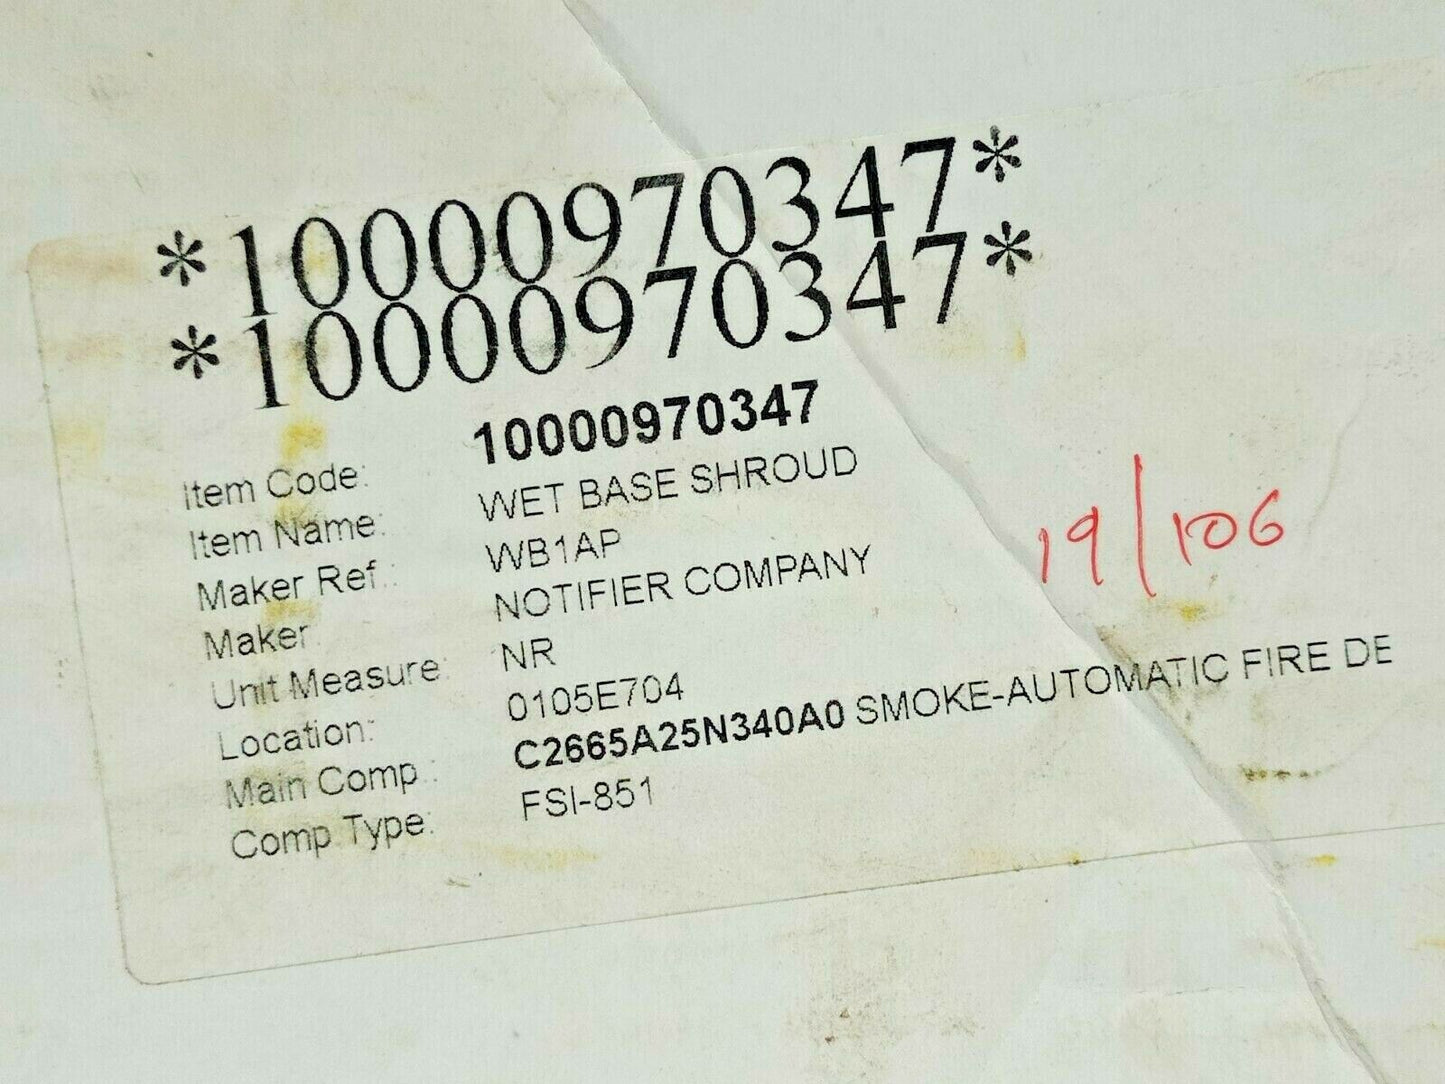 *10000970347*
*10000970347*
Item Code: 10000970347
Item Name: WET BASE SHROUD
Maker Ref.: WB1AP
Maker NOTIFIER COMPANY
Unit Measure: NR
Location: 0105E704
Main Comp.: C2665A25N340A0 SMOKE-AUTOMATIC FIRE DE
Comp Type: FSI-851
19/106